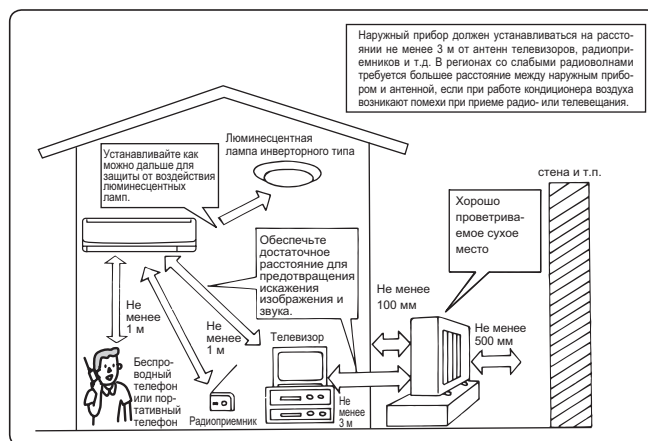 Наружный прибор должен устанавливаться на рассто-
янии не менее 3 м от антенн телевизоров, радиоприе-
мников и т.д. В регионах со слабыми радиоволнами
требуется большее расстояние между наружным прибо-
ром и антенной, если при работе кондиционера воздуха
возникают помехи при приеме радио- или телевещания.
Люминесцентная
лампа инверторного типа
Устанавливайте как
можно дальше для
защиты от воздействия
люминесцентных
ламп.
стена и т.п.
Хорошо
проветрива-
емое сухое
место
Обеспечьте
достаточное
расстояние для
предотвращения
искажения
изображения и
звука.
Не менее
100 мм
Не менее
500 мм
Не
менее
1 м
Не
менее
1 м
Телевизор
Беспро-
водный
телефон
или пор-
тативный
телефон
Радиоприемник
Не
менее
3 м